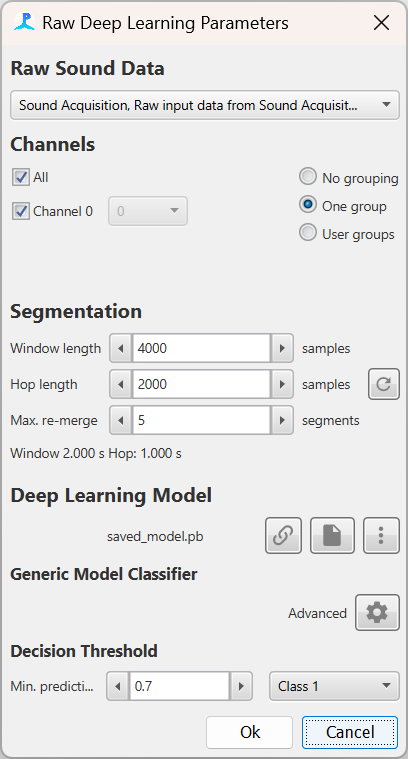 Raw Deep Learning Parameters
Raw Sound Data
Sound Acquisition, Raw input data from Sound Acquisit...
Channels
All
No grouping
Channel 0 0
One group
User groups
Segmentation
Window length 4000 samples
Hop length 2000 samples
Max. re-merge 5 segments
Window 2.000 s Hop: 1.000 s
Deep Learning Model
saved_model.pb
Generic Model Classifier
Advanced
Decision Threshold
Min. predicti... 0.7 Class 1
Ok Cancel